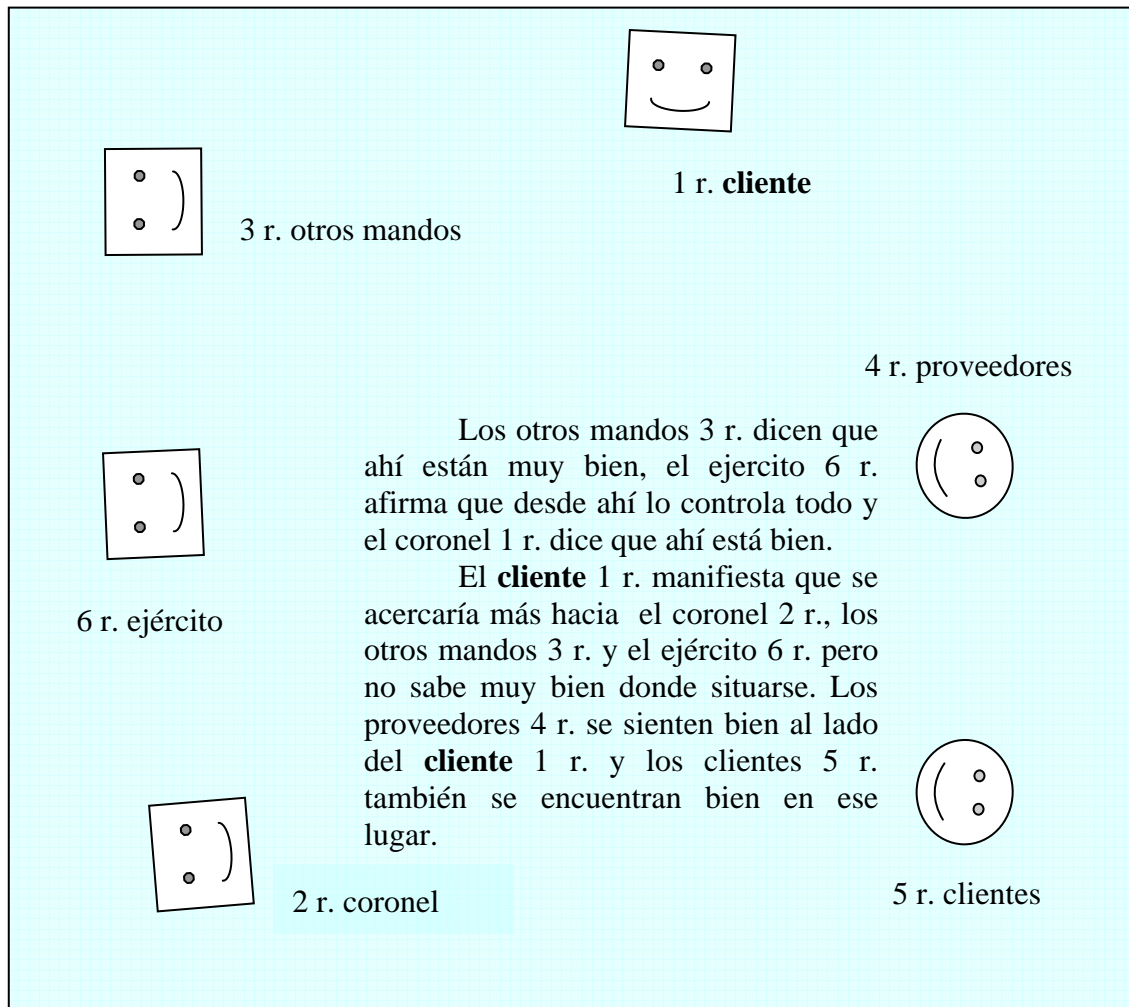 1 r. cliente
3 r. otros mandos
4 r. proveedores
Los otros mandos 3 r. dicen que
ahí están muy bien, el ejercito 6 r.
afirma que desde ahí lo controla todo y
el coronel 1 r. dice que ahí está bien.
El cliente 1 r. manifiesta que se
acercaría más hacia el coronel 2 r., los
otros mandos 3 r. y el ejército 6 r. pero
no sabe muy bien donde situarse. Los
proveedores 4 r. se sienten bien al lado
del cliente 1 r. y los clientes 5 r.
también se encuentran bien en ese
lugar.
6 r. ejército
2 r. coronel
5 r. clientes